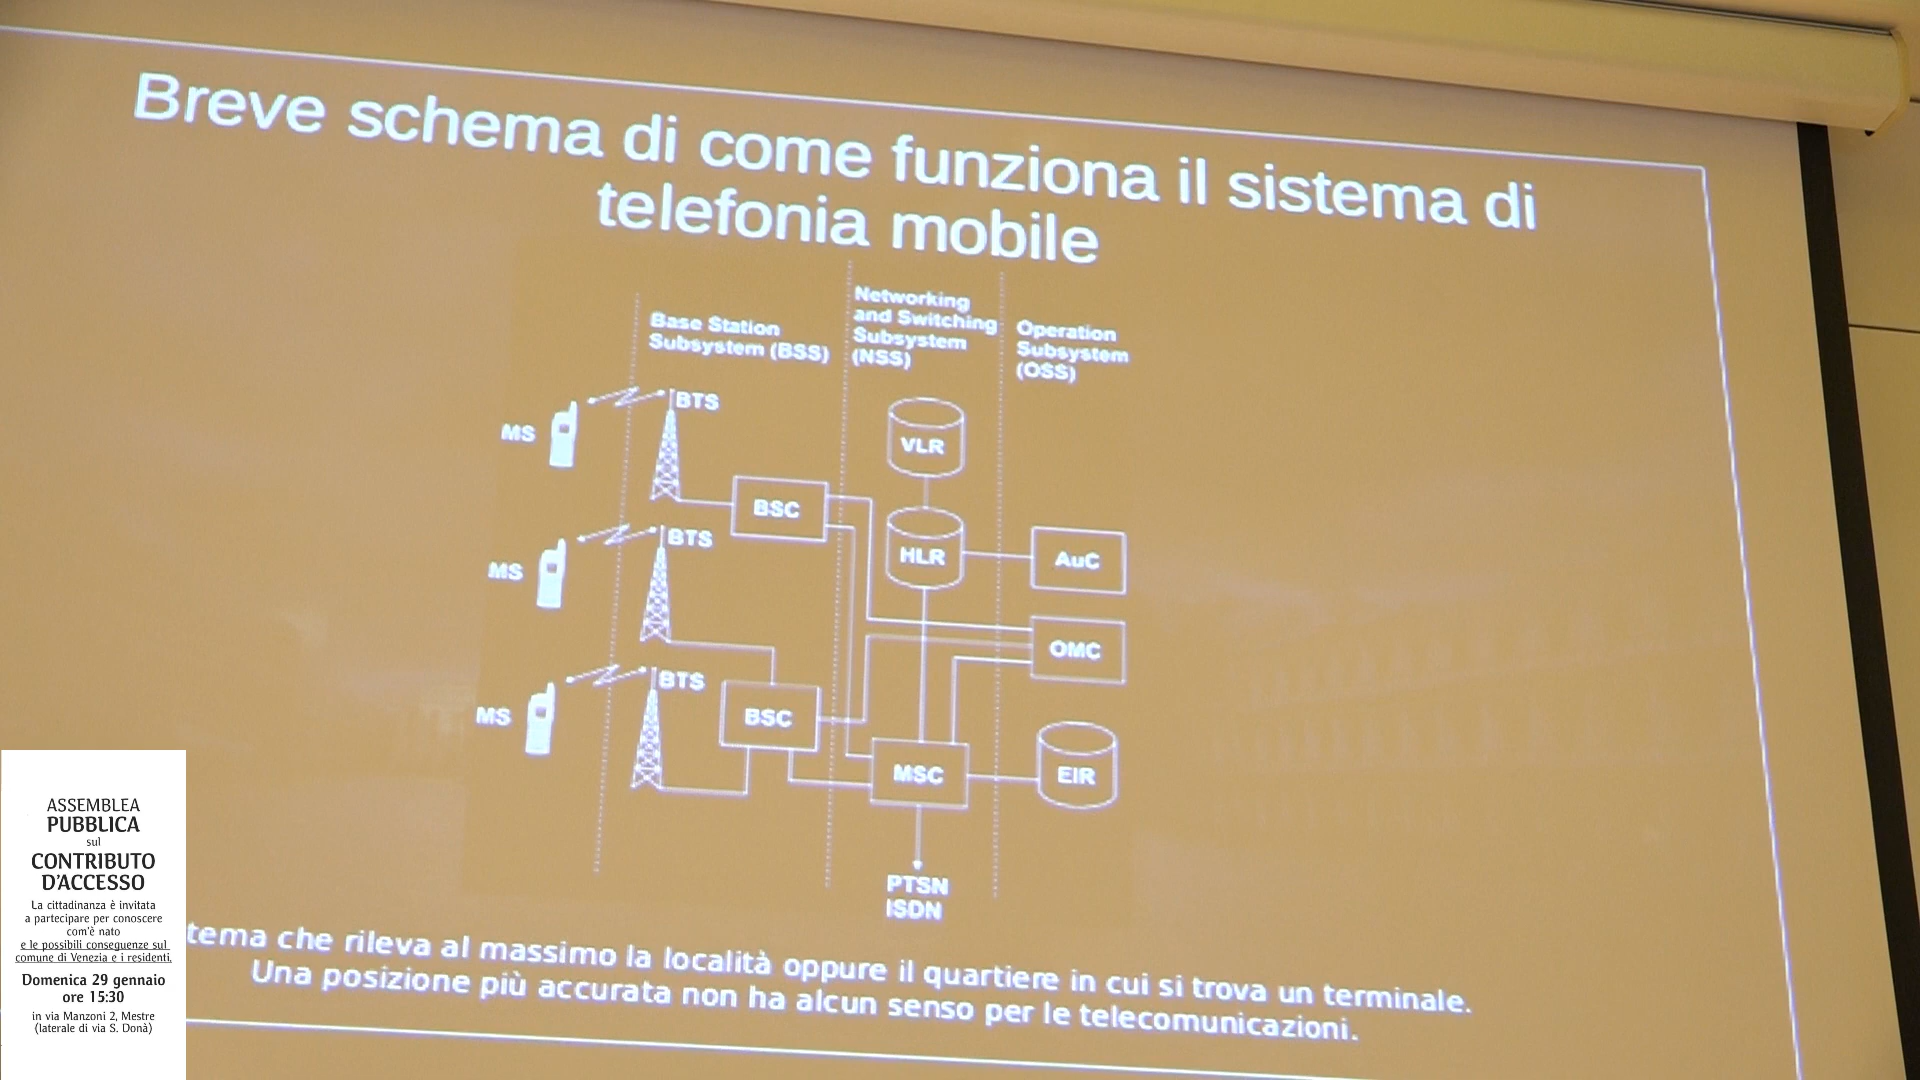 Breve schema di come funziona il sistema di
telefonia mobile
Base Station
Subsystem (BSS)
Networking
and Switching
Subsystem
(NSS)
Operation
Subsystem
(OSS)
MS
BTS
VLR
BSC
MS
BTS
HLR
AuC
OMC
MS
BTS
BSC
MSC
EIR
PTSN
ISDN
tema che rileva al massimo la località oppure il quartiere in cui si trova un terminale.
Una posizione più accurata non ha alcun senso per le telecomunicazioni.
ASSEMBLEA
PUBBLICA
sul
CONTRIBUTO
D'ACCESSO
La cittadinanza è invitata
a partecipare per conoscere
com'è nato
e le possibili conseguenze sul
comune di Venezia e i residenti.
Domenica 29 gennaio
ore 15:30
in via Manzoni 2, Mestre
(laterale di via S. Donà)